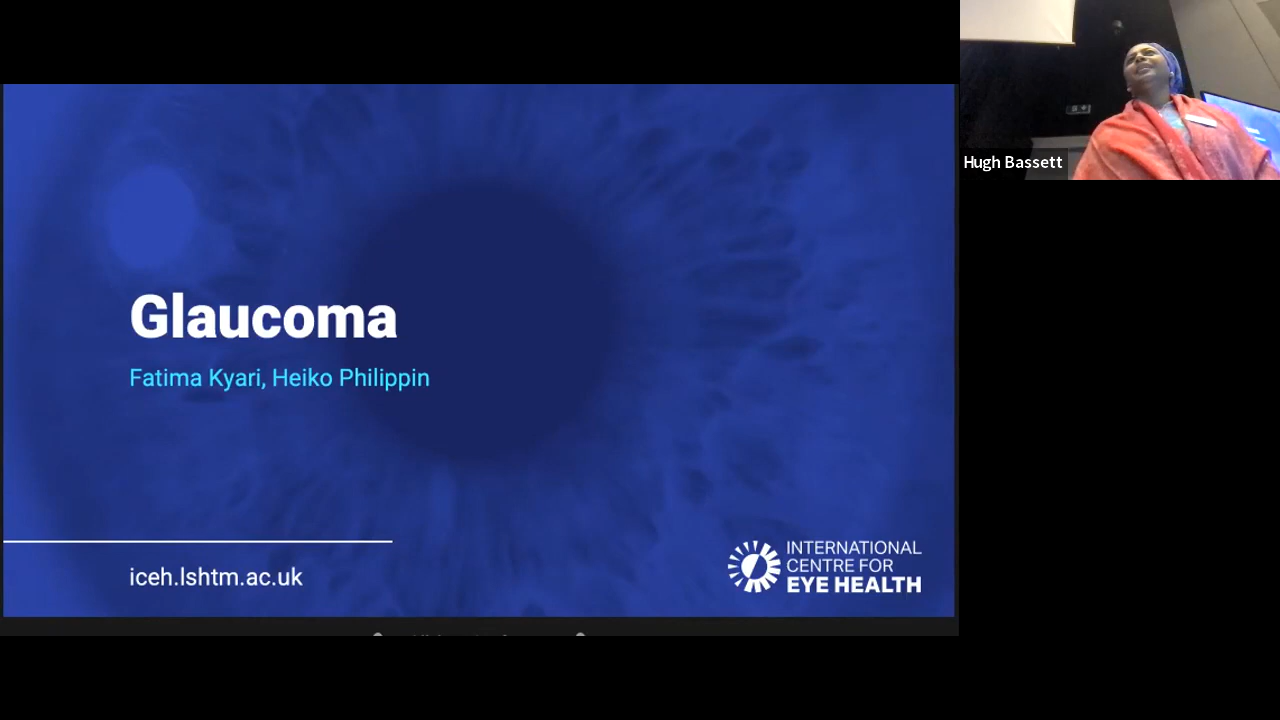 Hugh Bassett
Glaucoma
Fatima Kyari, Heiko Philippin
iceh.lshtm.ac.uk
INTERNATIONAL
CENTRE FOR
EYE HEALTH